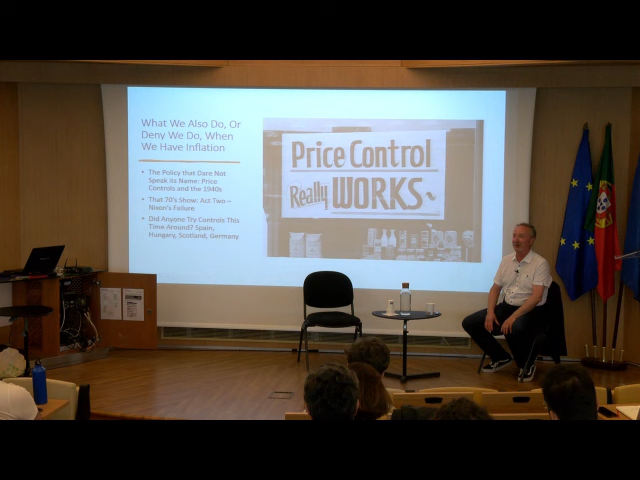 What We Also Do, Or
Deny We Do, When
We Have Inflation
• The Policy that Dare Not
Speak its Name: Price
Controls and the 1940s
• That 70's Show: Act Two –
Nixon's Failure
• Did Anyone Try Controls This
Time Around? Spain,
Hungary, Scotland, Germany
Price Control
Really WORKS~